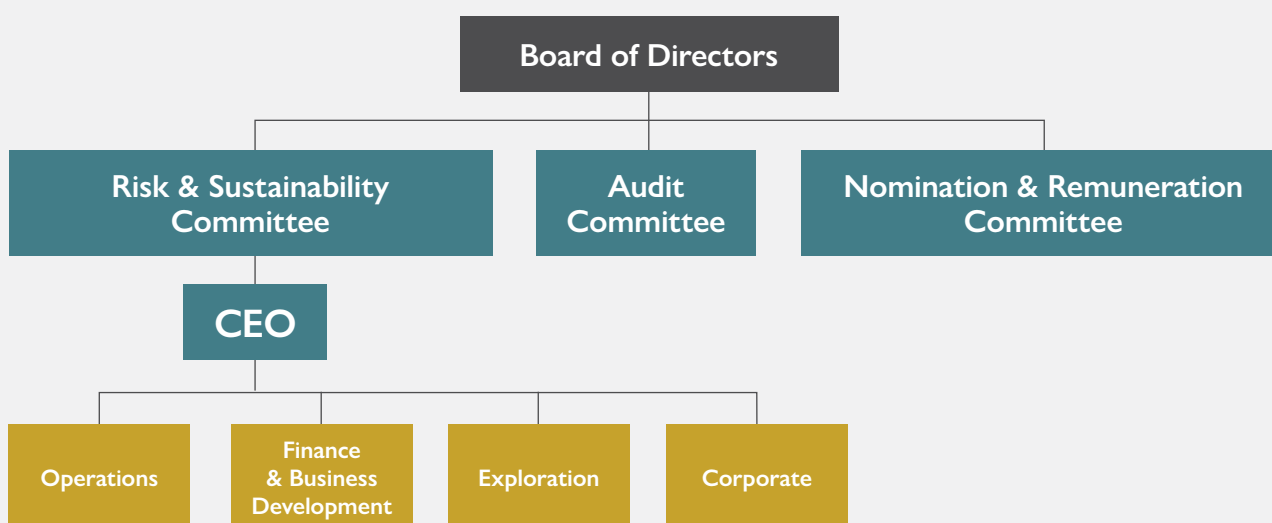 Board of Directors
Risk & Sustainability
Committee
Audit
Committee
Nomination & Remuneration
Committee
CEO
Operations
Finance
& Business
Development
Exploration
Corporate